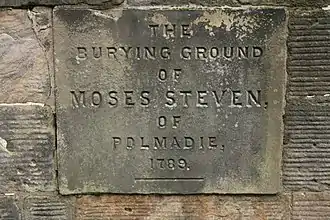 THE
BURYING GROUND
OF
MOSES STEVEN,
OF
POLMADIE,
1789.